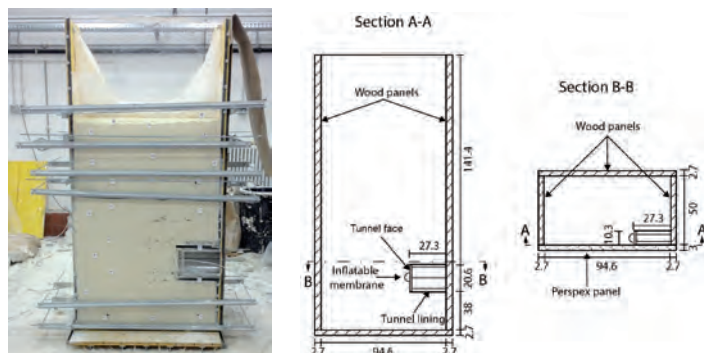 Section A-A
Wood panels
141.4
Tunnel face
27.3
B
B
Inflatable
membrane
20.6
Tunnel lining
38
2.7
2.7
94.6
2.7
Section B-B
Wood panels
2.7
50
27.3
A
10.3
A
3
2.7
94.6
2.7
Perspex panel